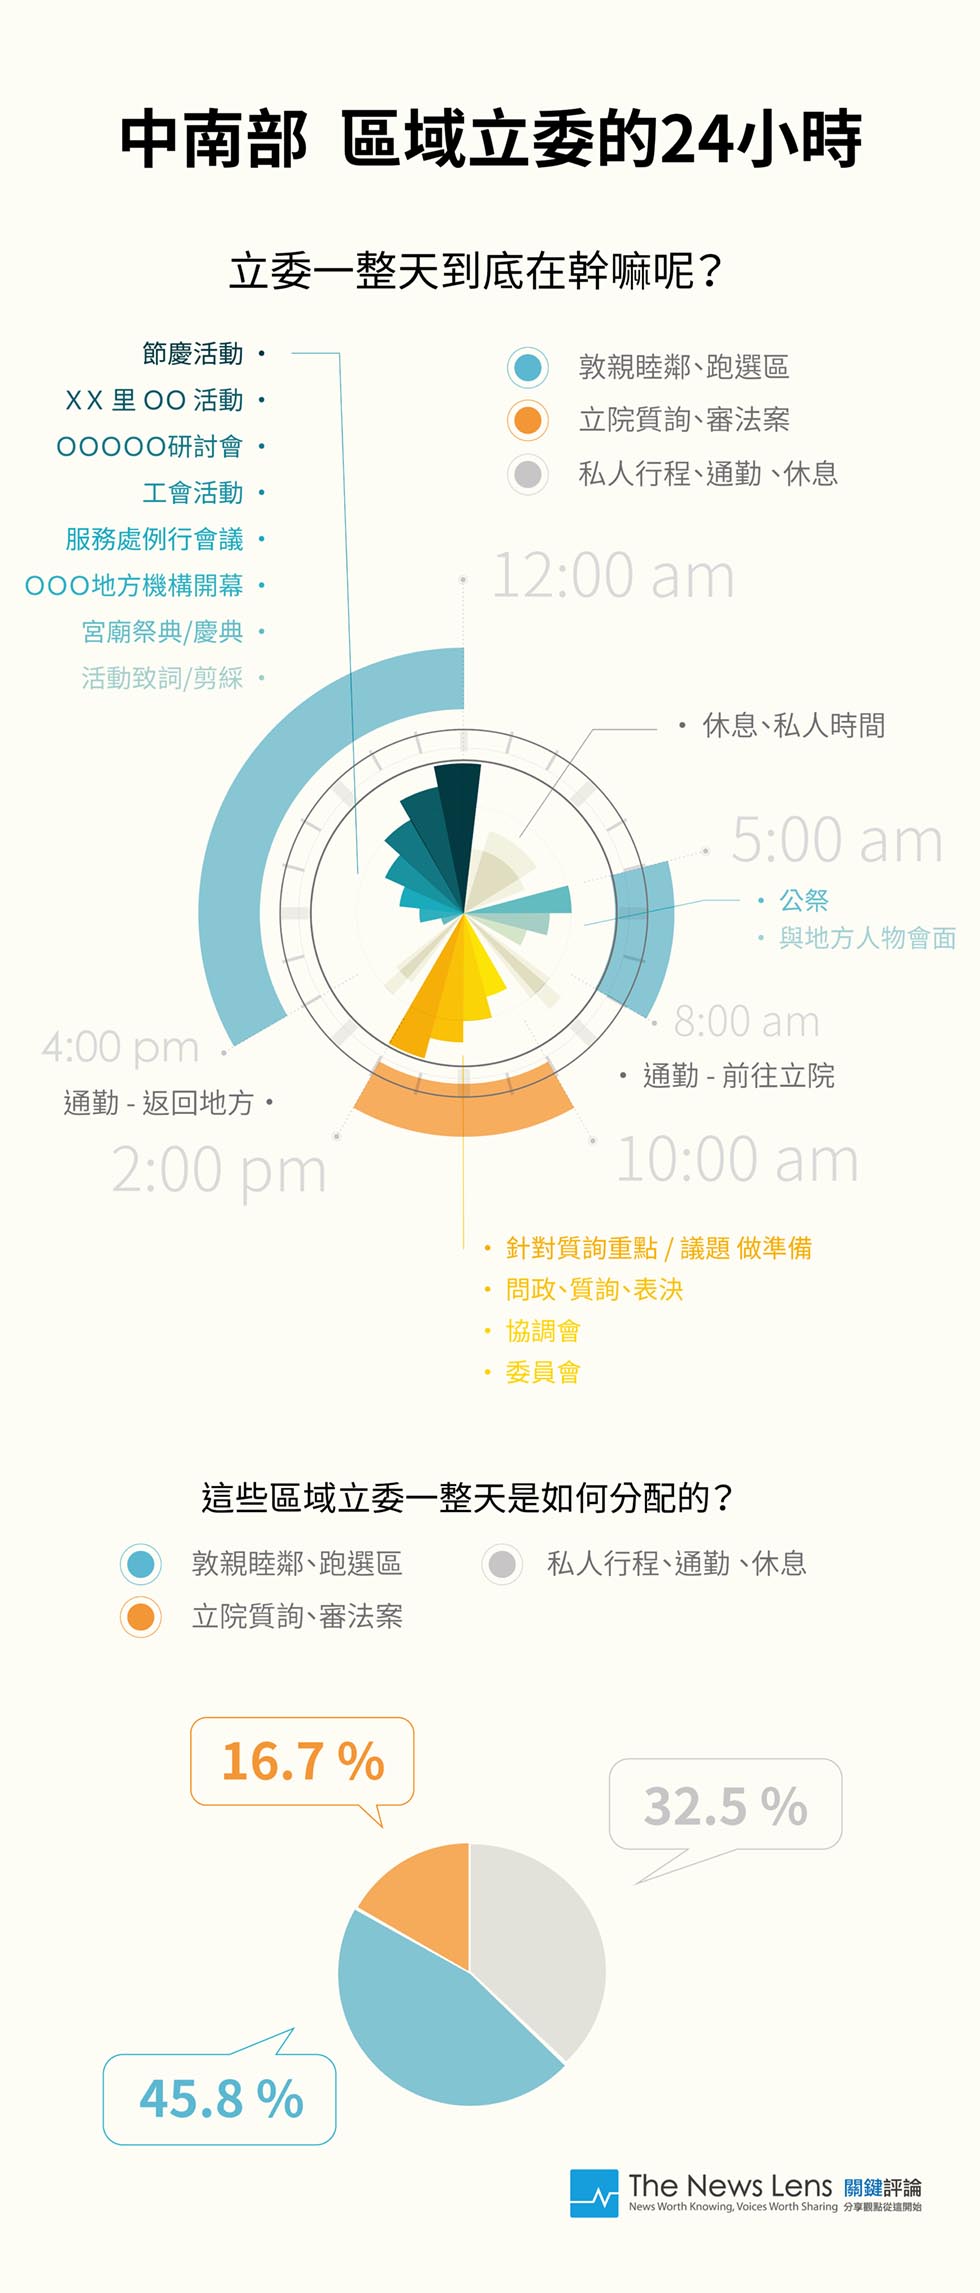 中南部 區域立委的24小時
立委一整天到底在幹嘛呢？
節慶活動・
XX 里 OO 活動・
OOOOO研討會・
工會活動・
服務處例行會議・
OOO地方機構開幕・
宮廟祭典/慶典・
活動致詞/剪綵・
敦親睦鄰、跑選區
立院質詢、審法案
私人行程、通勤、休息
12:00 am
・休息、私人時間
5:00 am
・公祭
・與地方人物會面
8:00 am
・通勤 - 前往立院
4:00 pm
通勤 - 返回地方・
2:00 pm
10:00 am
・針對質詢重點 / 議題 做準備
・問政、質詢、表決
・協調會
・委員會
這些區域立委一整天是如何分配的？
敦親睦鄰、跑選區
私人行程、通勤、休息
立院質詢、審法案
16.7 %
32.5 %
45.8 %
The News Lens 關鍵評論
News Worth Knowing, Voices Worth Sharing 分享觀點從這開始